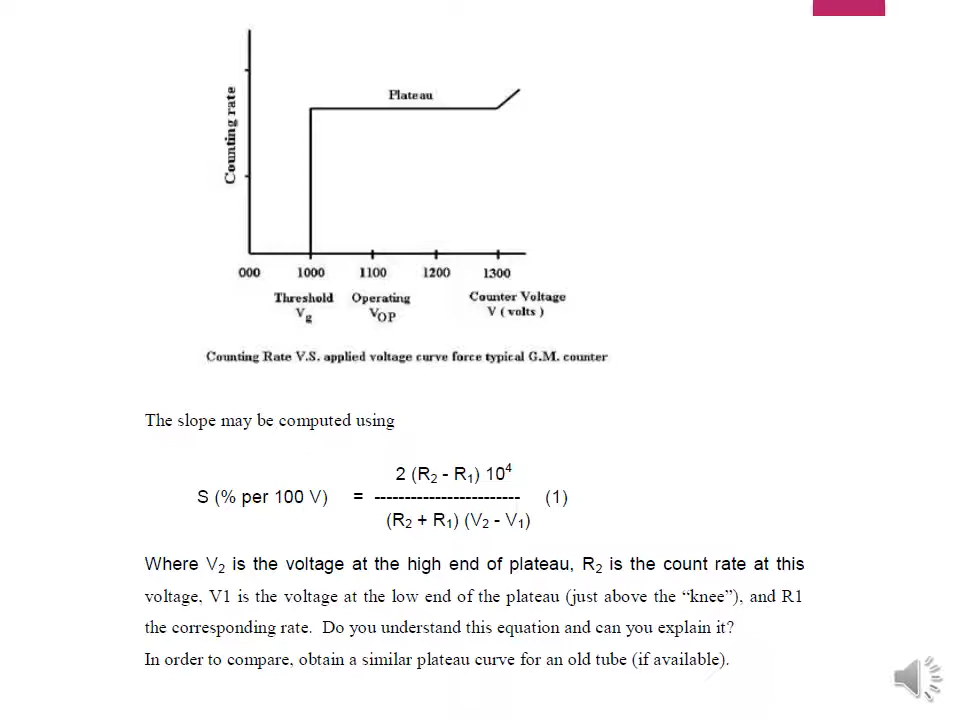 Plateau
Counting rate
000 1000 1100 1200 1300
Threshold Operating Counter Voltage
Vg VOP V ( volts )
Counting Rate V.S. applied voltage curve force typical G.M. counter
The slope may be computed using
2 (R₂ - R₁) 10⁴
S (% per 100 V) = ------------------------ (1)
(R₂ + R₁) (V₂ - V₁)
Where V₂ is the voltage at the high end of plateau, R₂ is the count rate at this
voltage, V1 is the voltage at the low end of the plateau (just above the “knee”), and R1
the corresponding rate. Do you understand this equation and can you explain it?
In order to compare, obtain a similar plateau curve for an old tube (if available).